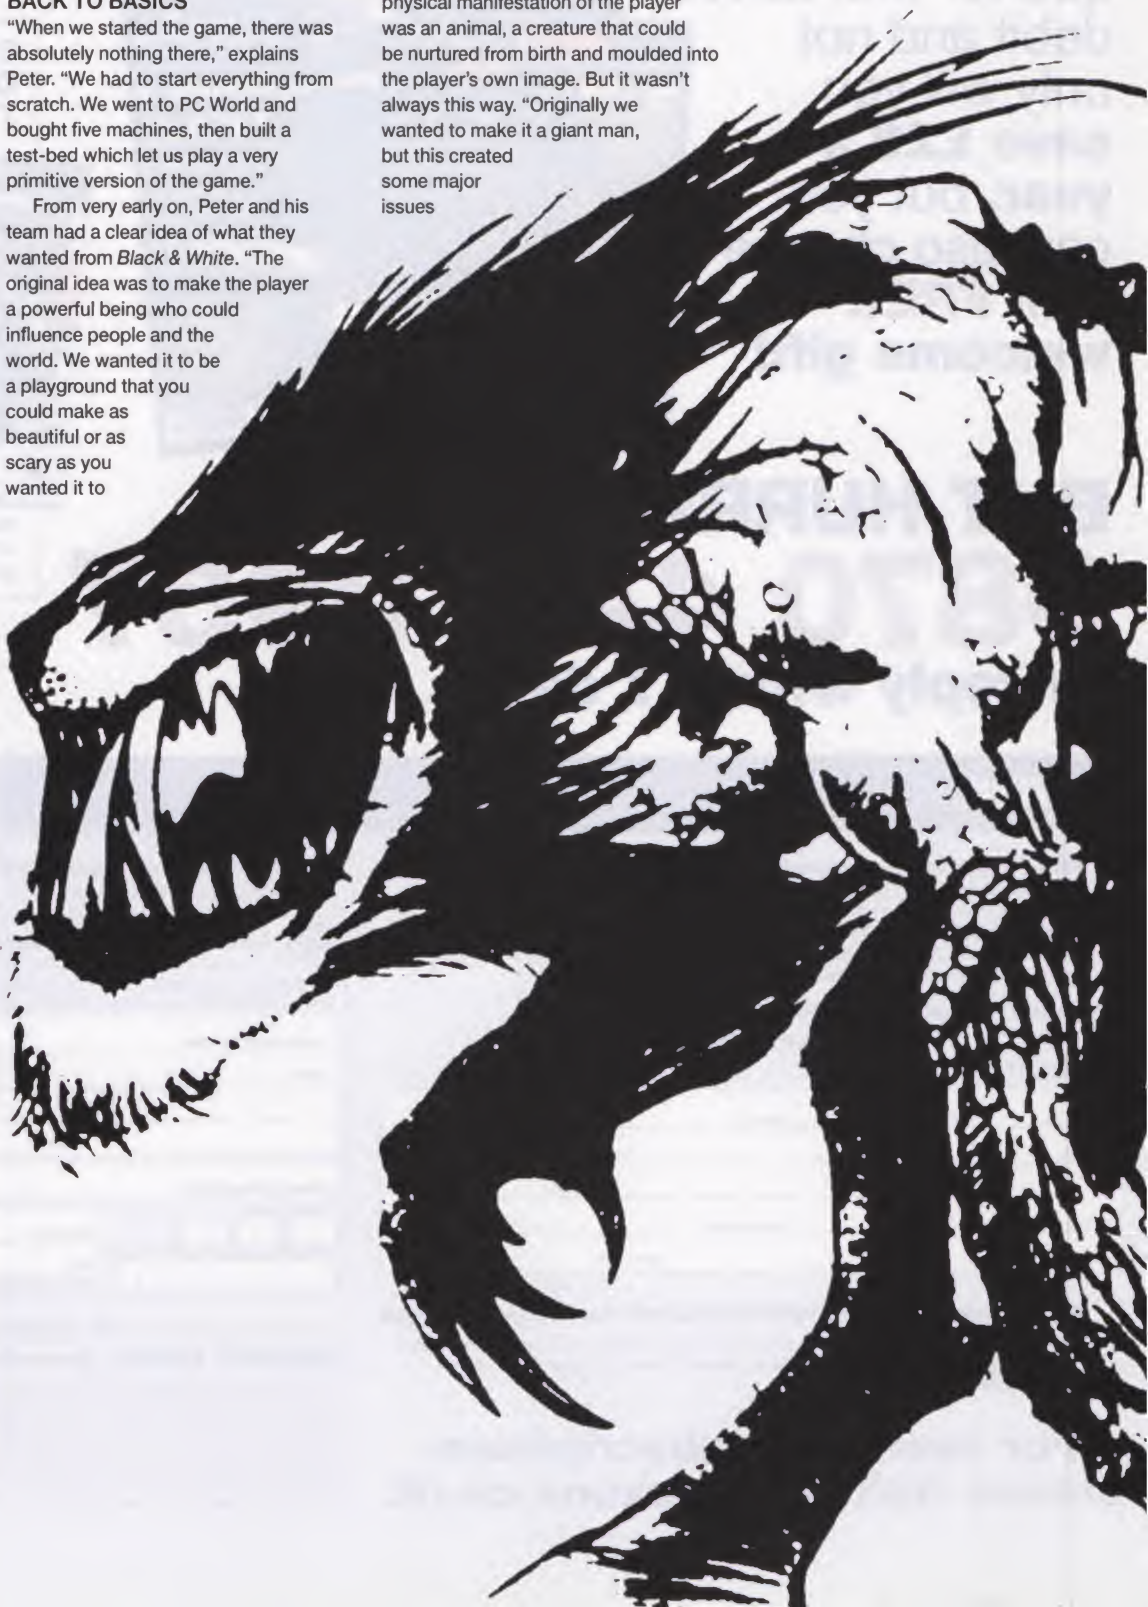 BACK TO BASICS
“When we started the game, there was
absolutely nothing there,” explains
Peter. “We had to start everything from
scratch. We went to PC World and
bought five machines, then built a
test-bed which let us play a very
primitive version of the game.”
From very early on, Peter and his
team had a clear idea of what they
wanted from Black & White. “The
original idea was to make the player
a powerful being who could
influence people and the
world. We wanted it to be
a playground that you
could make as
beautiful or as
scary as you
wanted it to
physical manifestation of the player
was an animal, a creature that could
be nurtured from birth and moulded into
the player's own image. But it wasn't
always this way. “Originally we
wanted to make it a giant man,
but this created
some major
issues